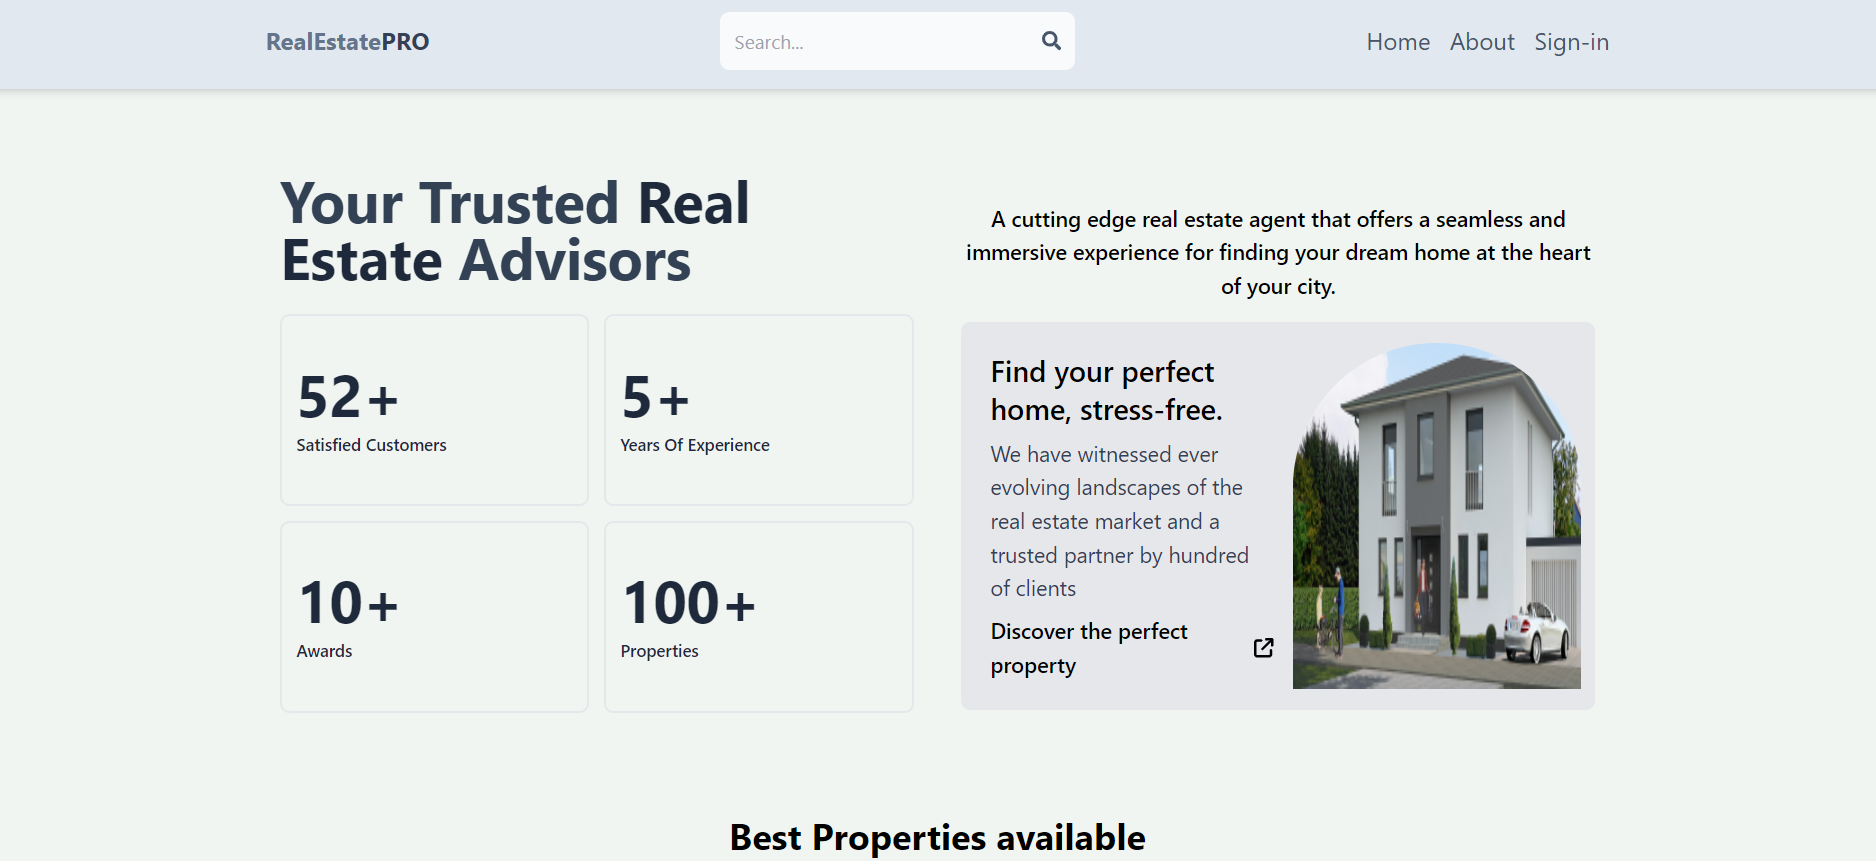 RealEstatePRO
Search...
Home About Sign-in
Your Trusted Real
Estate Advisors
52+
Satisfied Customers
5+
Years Of Experience
10+
Awards
100+
Properties
A cutting edge real estate agent that offers a seamless and
immersive experience for finding your dream home at the heart
of your city.
Find your perfect
home, stress-free.
We have witnessed ever
evolving landscapes of the
real estate market and a
trusted partner by hundred
of clients
Discover the perfect
property
Best Properties available